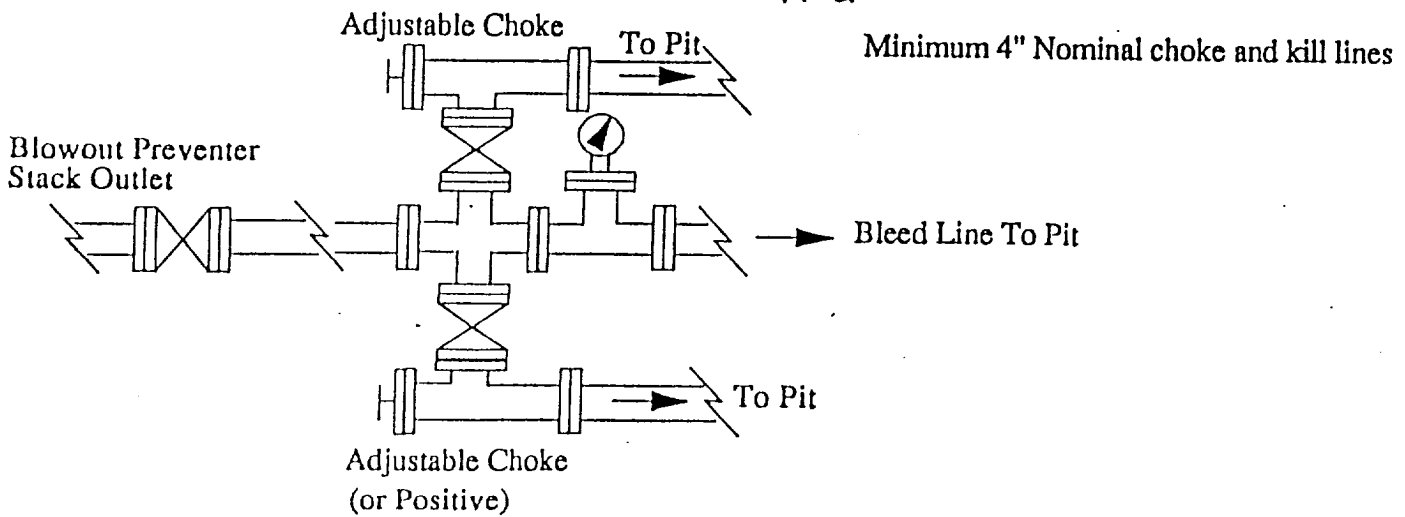 Adjustable Choke
To Pit
Minimum 4" Nominal choke and kill lines
Blowout Preventer
Stack Outlet
Bleed Line To Pit
To Pit
Adjustable Choke
(or Positive)